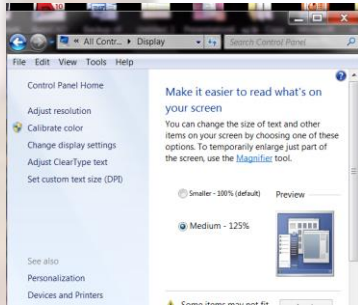 « All Contr... ▸ Display
Search Control Panel
File Edit View Tools Help
Control Panel Home
Adjust resolution
Calibrate color
Change display settings
Adjust ClearType text
Set custom text size (DPI)
See also
Personalization
Devices and Printers
Make it easier to read what's on
your screen
You can change the size of text and other
items on your screen by choosing one of these
options. To temporarily enlarge just part of
the screen, use the Magnifier tool.
Smaller - 100% (default) Preview
Medium - 125%
Some items may not fit